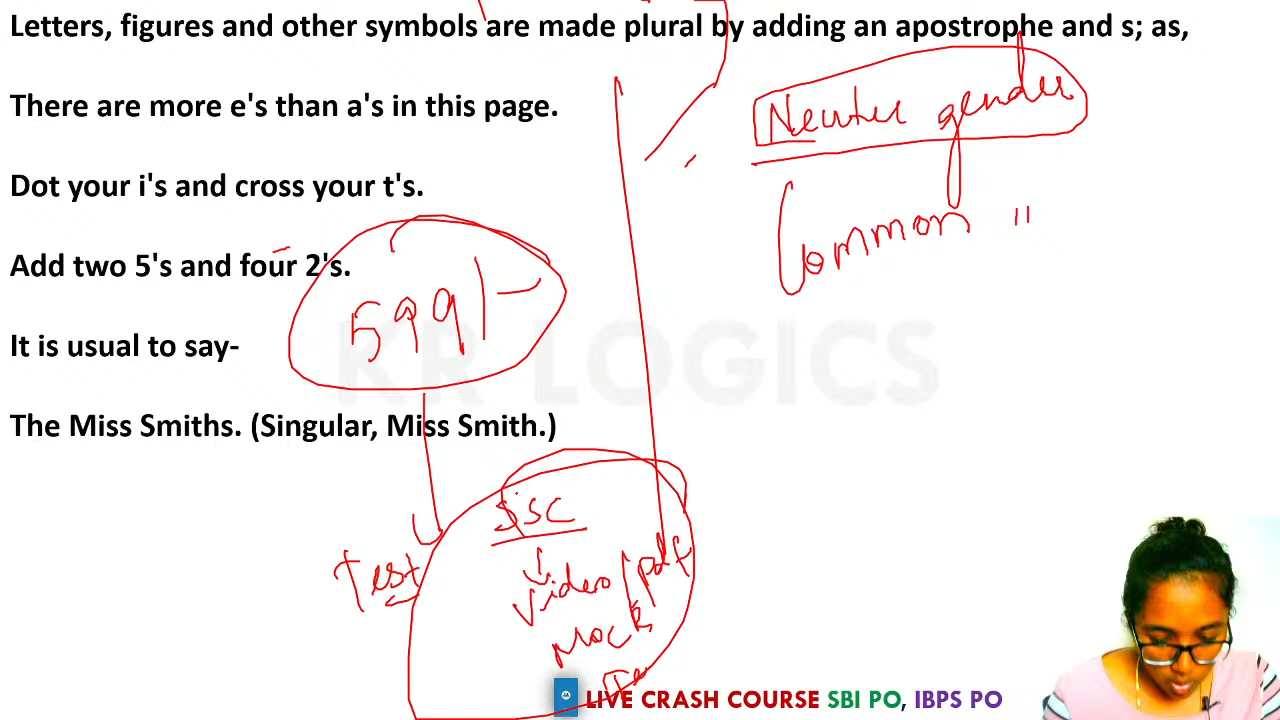 Letters, figures and other symbols are made plural by adding an apostrophe and s; as,
There are more e's than a's in this page.
Neuter gender
Dot your i's and cross your t's.
Common "
Add two 5's and four 2's.
599/-
It is usual to say-
KR LOGICS
The Miss Smiths. (Singular, Miss Smith.)
SSC
Test
Video/pdf
Mock
LIVE CRASH COURSE SBI PO, IBPS PO